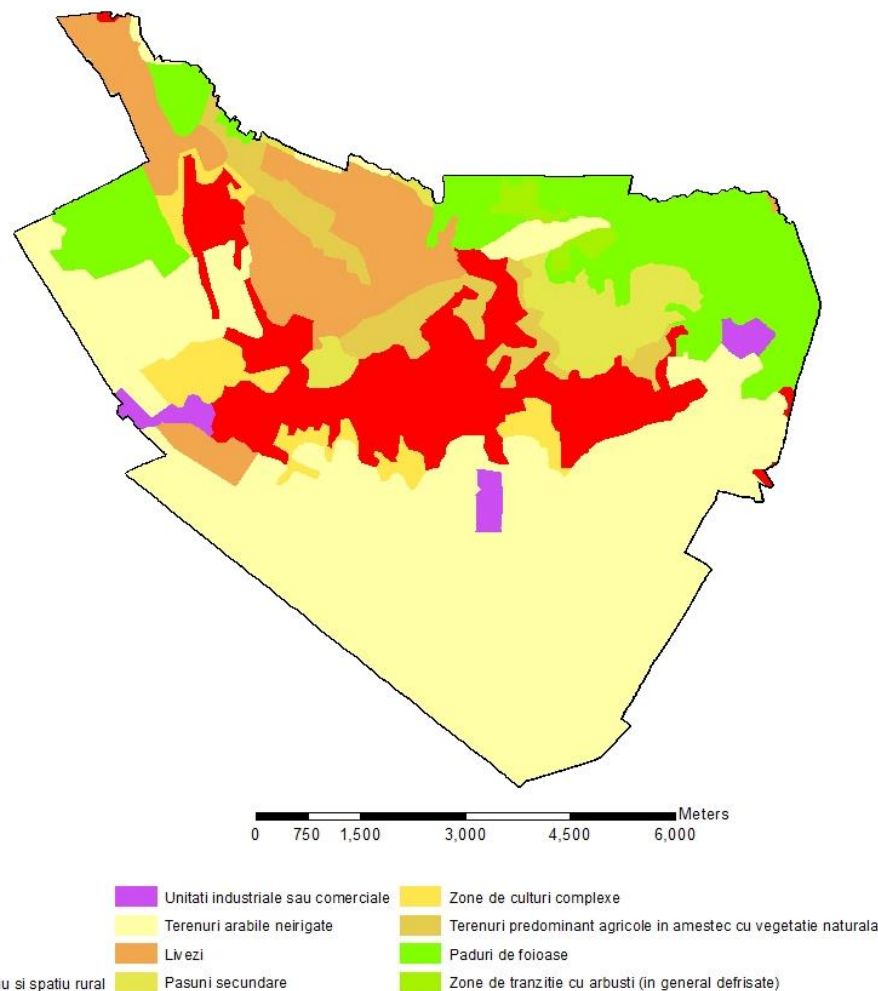 Meters
0 750 1,500 3,000 4,500 6,000
Unitati industriale sau comerciale
Zone de culturi complexe
Terenuri arabile neirigate
Terenuri predominant agricole in amestec cu vegetatie naturala
Livezi
Paduri de foioase
si spatiu rural
Pasuni secundare
Zone de tranzitie cu arbusti (in general defrisate)